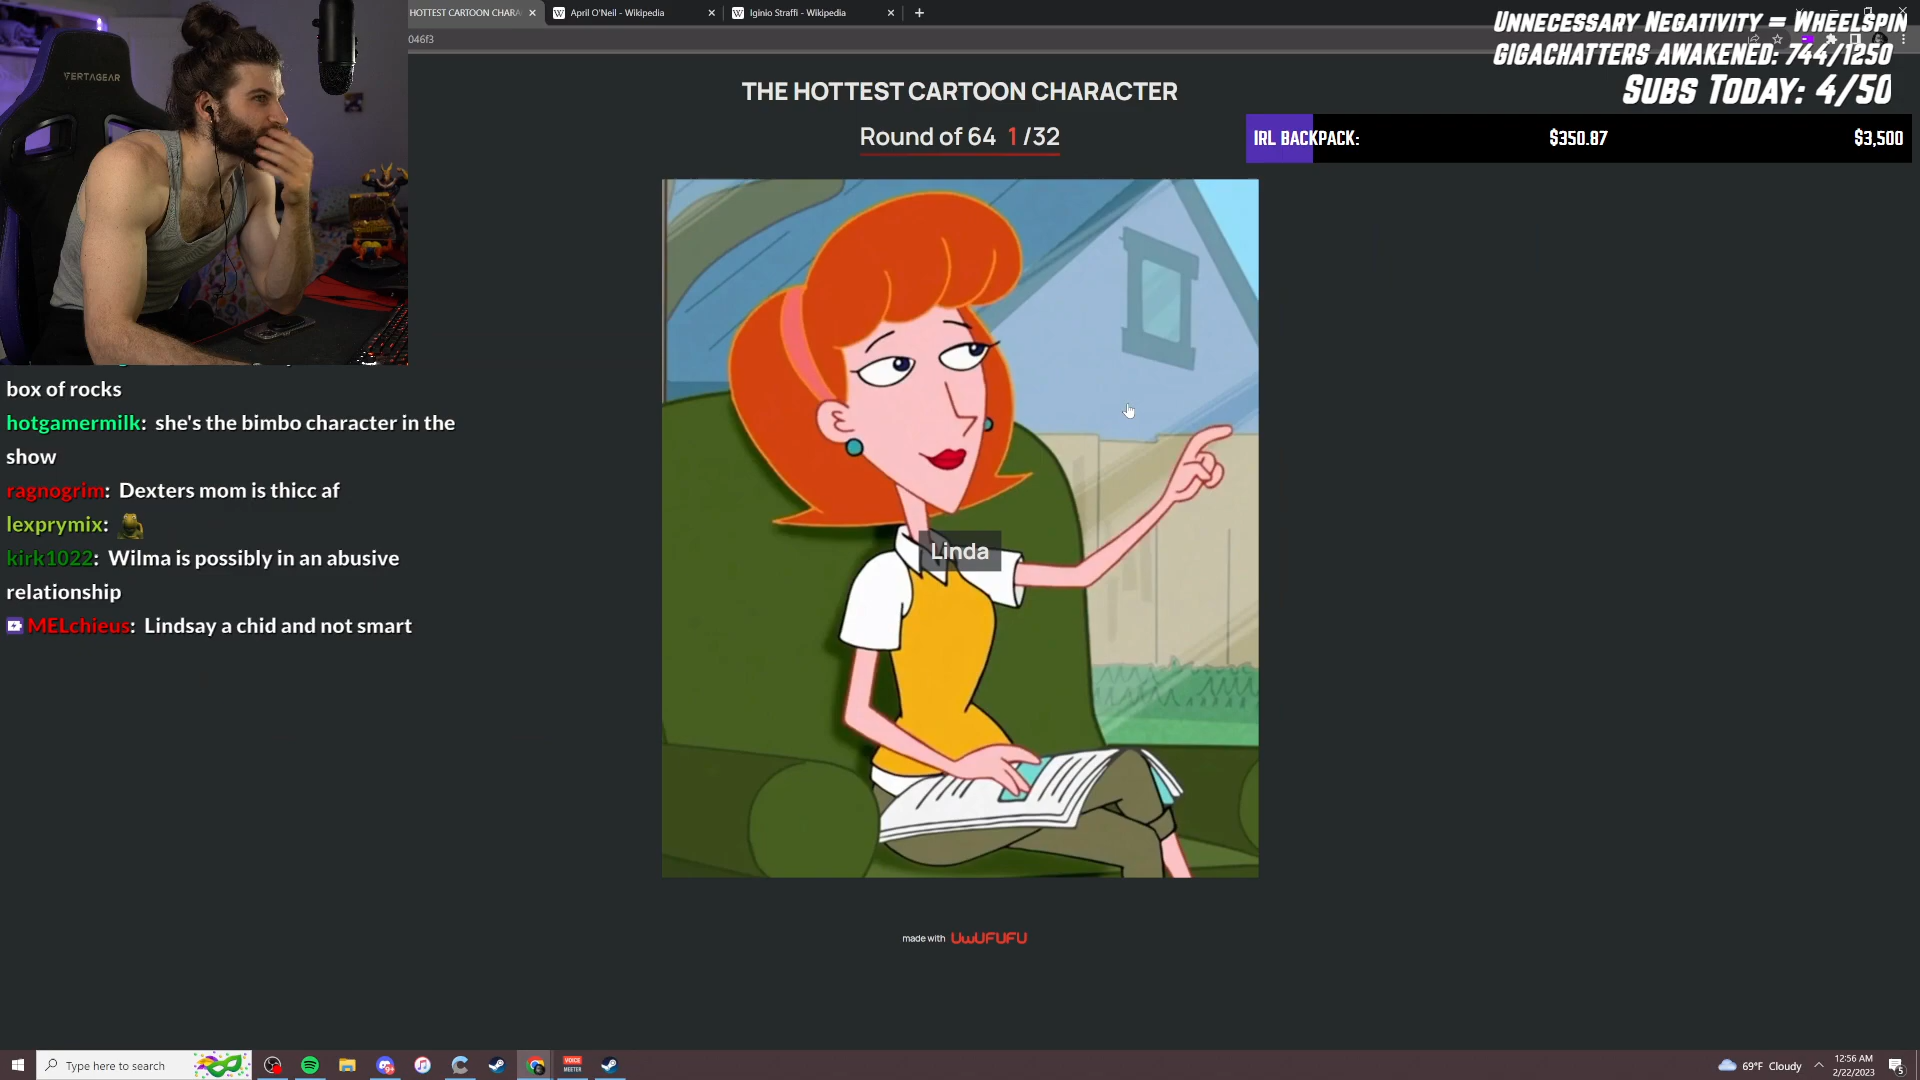 VERTAGEAR
HOTTEST CARTOON CHARA
April O'Neil - Wikipedia
Iginio Straffi - Wikipedia
046f3
UNNECESSARY NEGATIVITY = WHEELSPIN
GIGACHATTERS AWAKENED: 744/1250
SUBS TODAY: 4/50
IRL BACKPACK: $350.87 $3,500
THE HOTTEST CARTOON CHARACTER
Round of 64 1 /32
box of rocks
hotgamermilk: she's the bimbo character in the
show
ragnogrim: Dexters mom is thicc af
lexprymix:
kirk1022: Wilma is possibly in an abusive
relationship
MELchieus: Lindsay a chid and not smart
Linda
made with UwUFUFU
Type here to search
VOICE
MEETER
69°F Cloudy
12:56 AM
2/22/2023
5